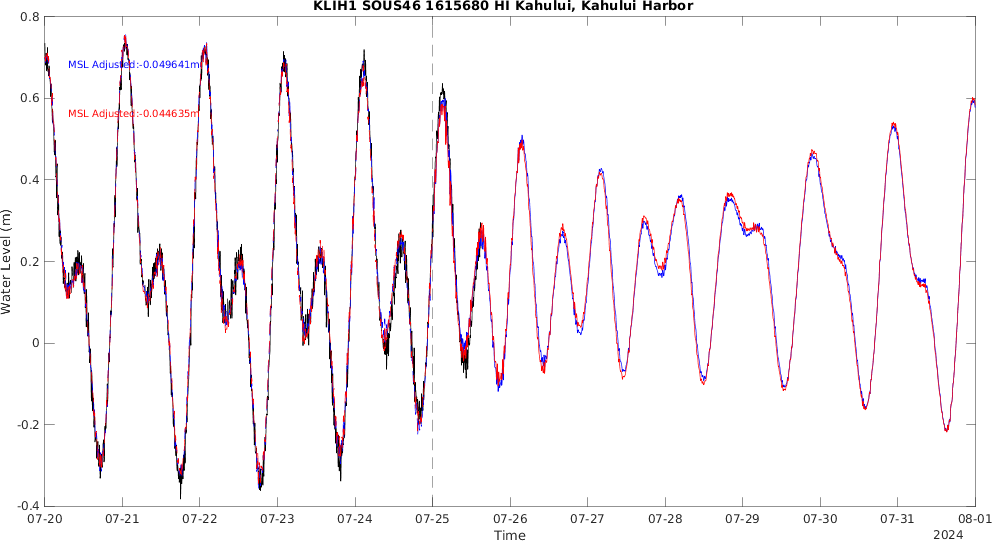 KLIH1 SOUS46 1615680 HI Kahului, Kahului Harbor
0.8
MSL Adjusted:-0.049641m
0.6
MSL Adjusted:-0.044635m
0.4
0.2
0
-0.2
-0.4
Water Level (m)
07-20 07-21 07-22 07-23 07-24 07-25 07-26 07-27 07-28 07-29 07-30 07-31 08-01
Time
2024